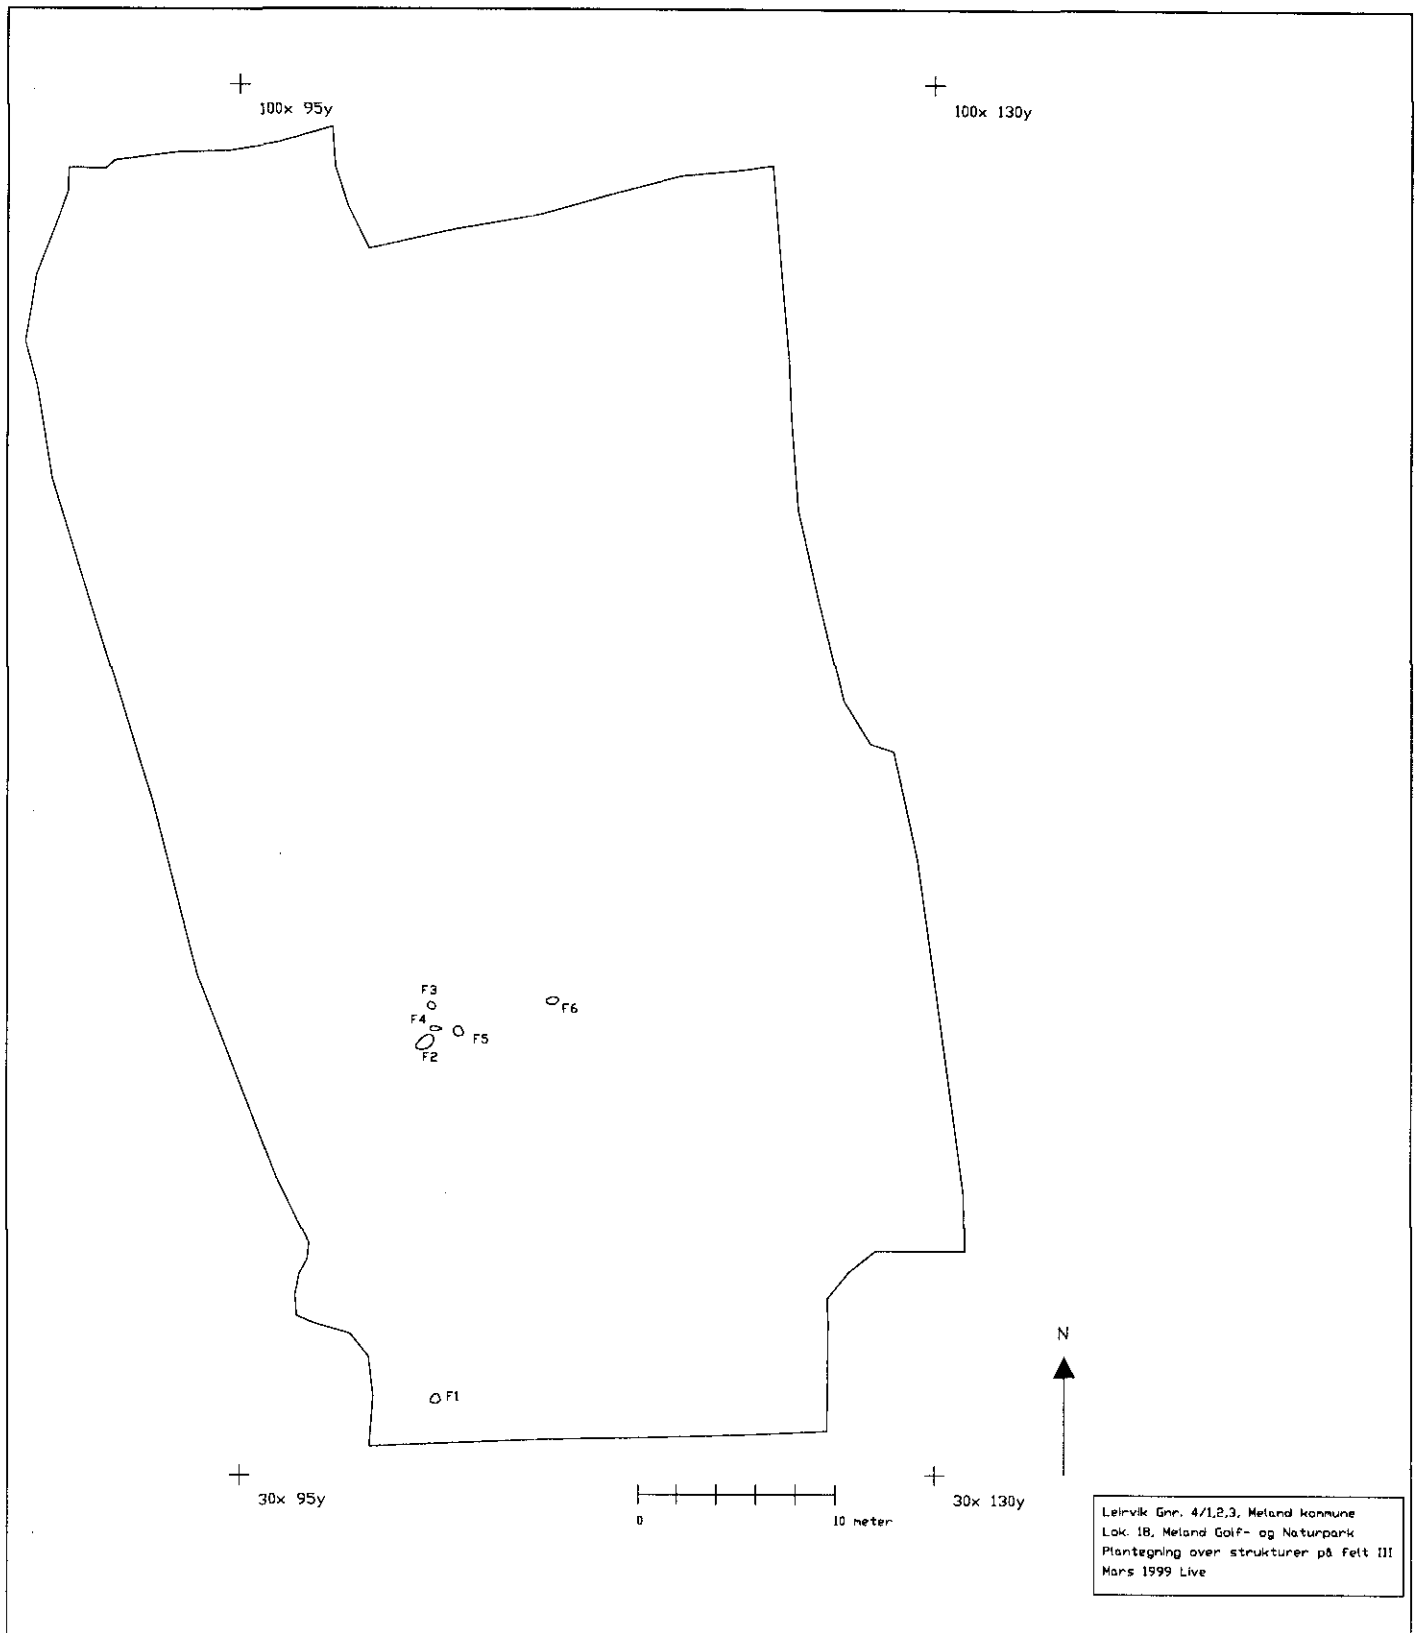 100x 95y
100x 130y
F3
F6
F4
F5
F2
N
F1
30x 95y
30x 130y
0
10 meter
Leirvik Gnr. 4/1,2,3, Meland kommune
Lok. 18, Meland Golf- og Naturpark
Plantegning over strukturer på felt III
Mars 1999 Live